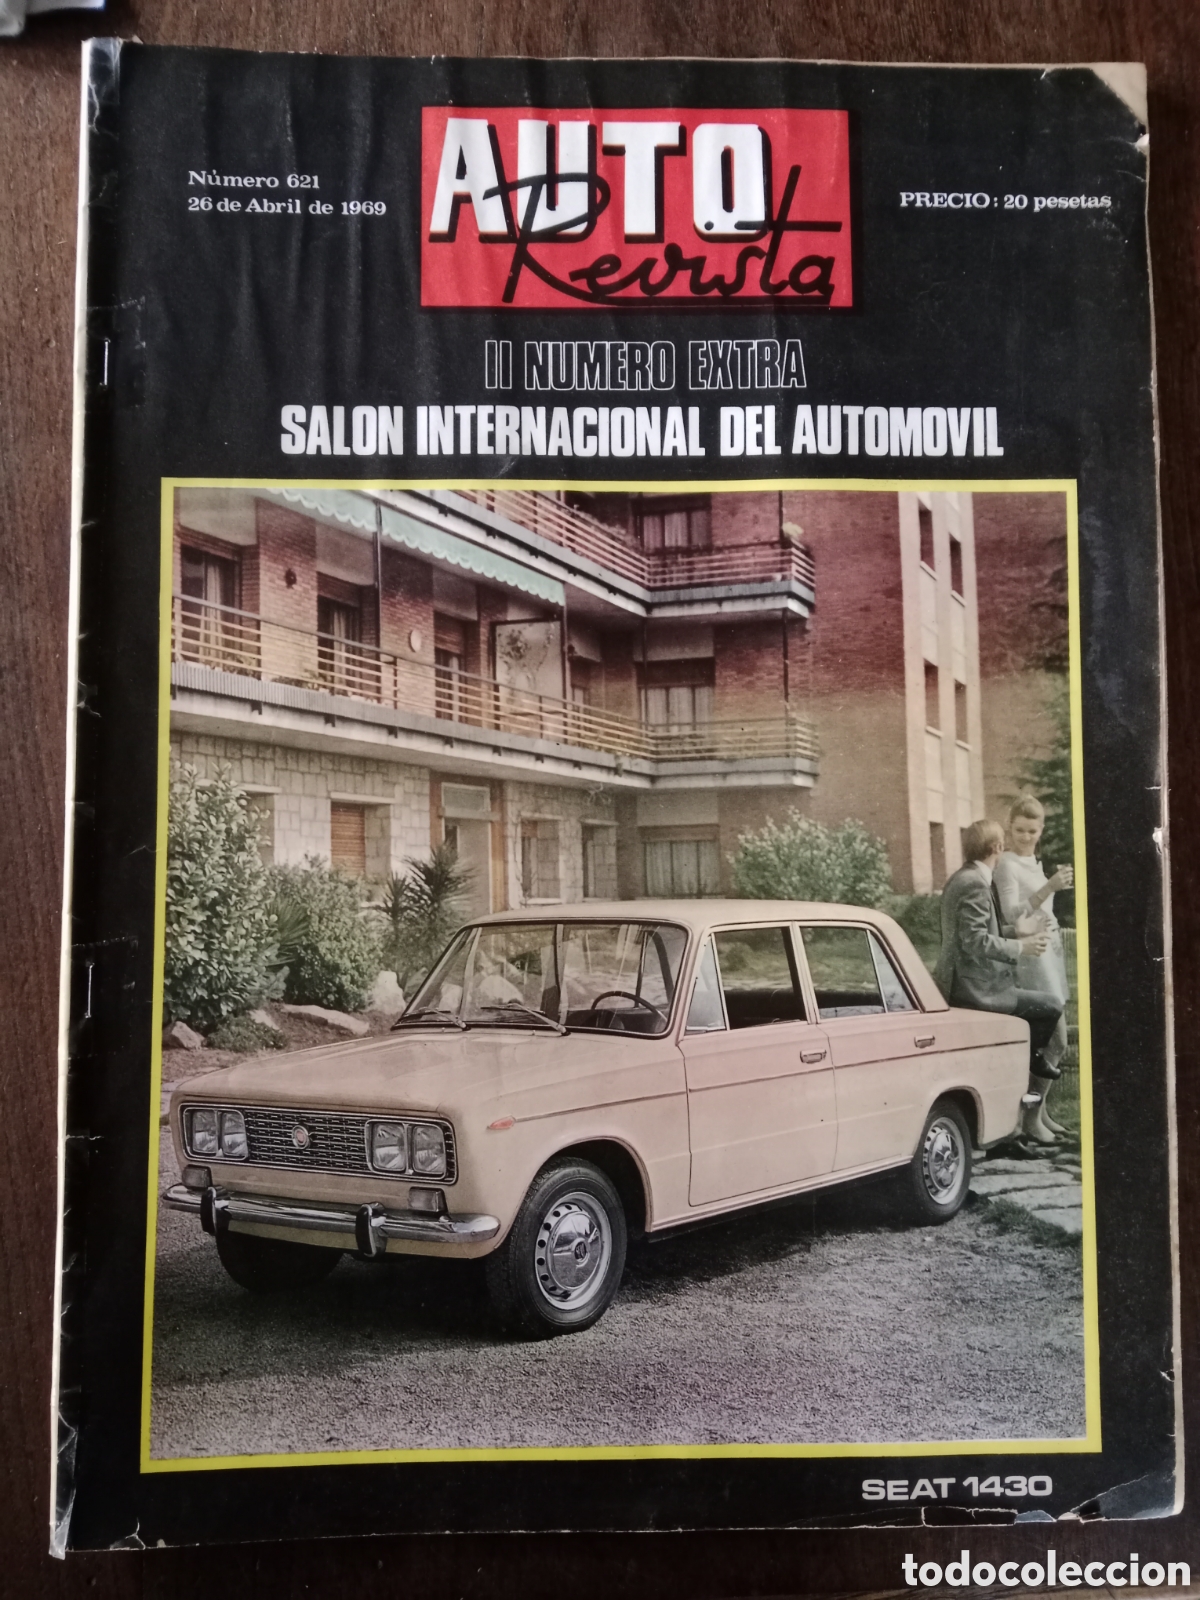 Número 621
26 de Abril de 1969
AUTO
Revista
PRECIO: 20 pesetas
II NUMERO EXTRA
SALON INTERNACIONAL DEL AUTOMOVIL
SEAT 1430
todocoleccion